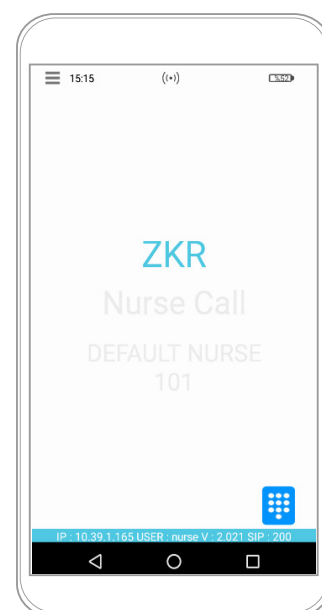 15:15 %52
ZKR
Nurse Call
DEFAULT NURSE
101
IP : 10.39.1.165 USER : nurse V : 2.021 SIP : 200